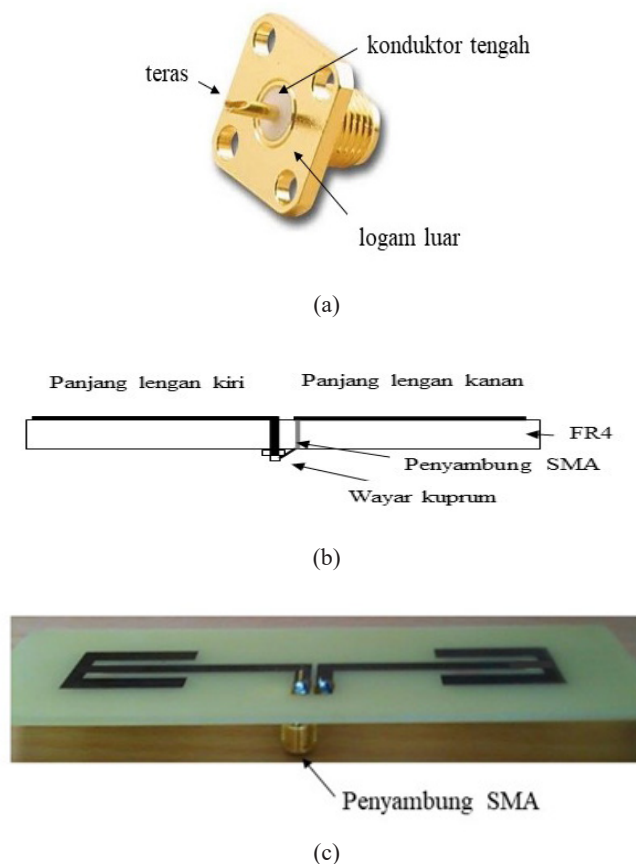 konduktor tengah
teras
logam luar
(a)
Panjang lengan kiri
Panjang lengan kanan
FR4
Penyambung SMA
Wayar kuprum
(b)
Penyambung SMA
(c)